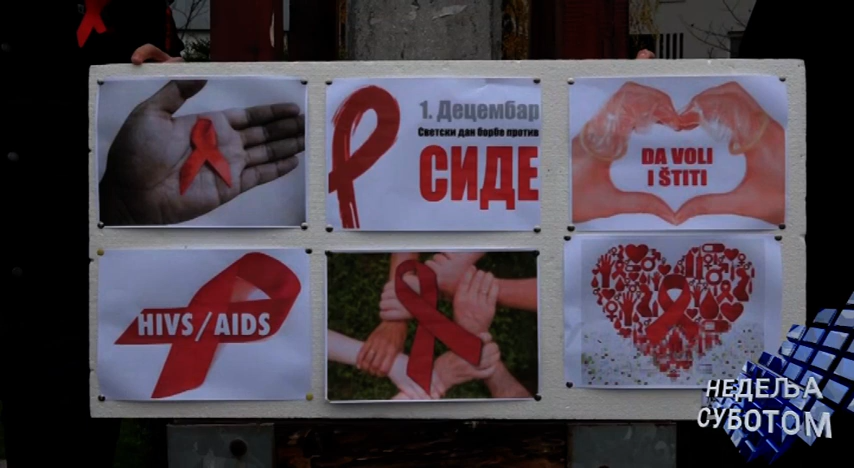 1. Децембар
Светски дан борбе против
СИДЕ
DA VOLI
I ŠTITI
HIVS/AIDS
НЕДЕЉА
СУБОТОМ